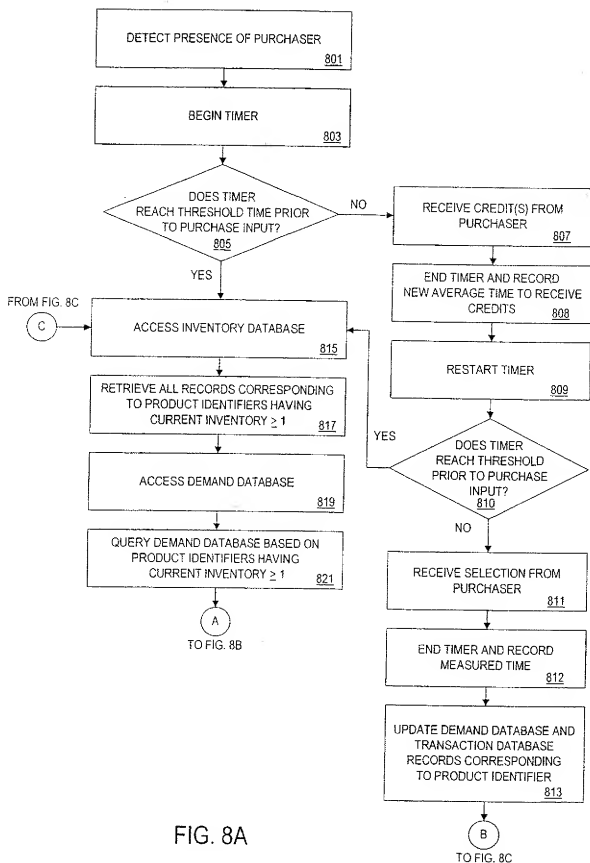 DETECT PRESENCE OF PURCHASER
801
BEGIN TIMER
803
DOES TIMER
REACH THRESHOLD TIME PRIOR
TO PURCHASE INPUT?
805
NO
YES
RECEIVE CREDIT(S) FROM
PURCHASER
807
END TIMER AND RECORD
NEW AVERAGE TIME TO RECEIVE
CREDITS
808
RESTART TIMER
809
DOES TIMER
REACH THRESHOLD
PRIOR TO PURCHASE
INPUT?
810
YES
NO
RECEIVE SELECTION FROM
PURCHASER
811
END TIMER AND RECORD
MEASURED TIME
812
UPDATE DEMAND DATABASE AND
TRANSACTION DATABASE
RECORDS CORRESPONDING
TO PRODUCT IDENTIFIER
813
B
TO FIG. 8C
FROM FIG. 8C
C
ACCESS INVENTORY DATABASE
815
RETRIEVE ALL RECORDS CORRESPONDING
TO PRODUCT IDENTIFIERS HAVING
CURRENT INVENTORY ≥ 1
817
ACCESS DEMAND DATABASE
819
QUERY DEMAND DATABASE BASED ON
PRODUCT IDENTIFIERS HAVING
CURRENT INVENTORY ≥ 1
821
A
TO FIG. 8B
FIG. 8A